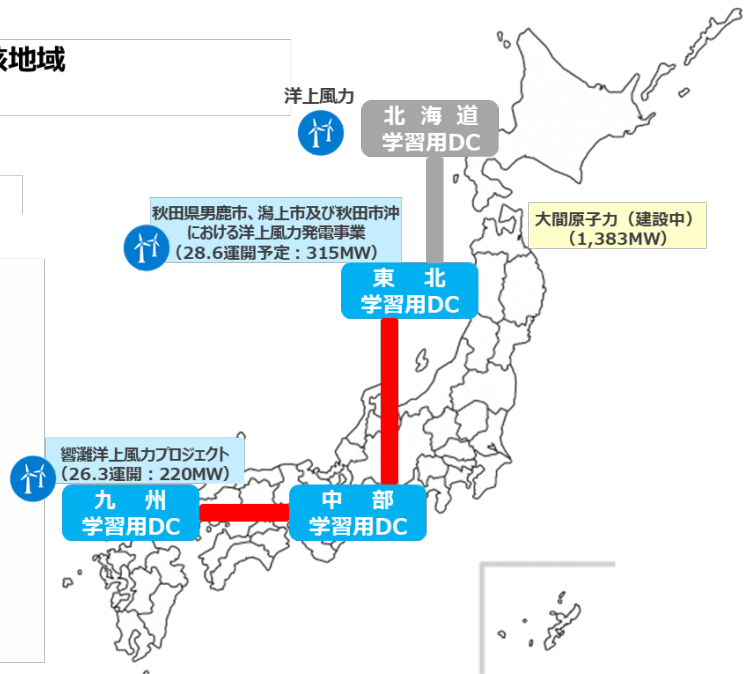 核地域
洋上風力
北 海 道
学習用DC
秋田県男鹿市、潟上市及び秋田市沖
における洋上風力発電事業
（28.6運開予定：315MW）
大間原子力（建設中）
（1,383MW）
東 北
学習用DC
響灘洋上風力プロジェクト
（26.3運開：220MW）
九 州
学習用DC
中 部
学習用DC